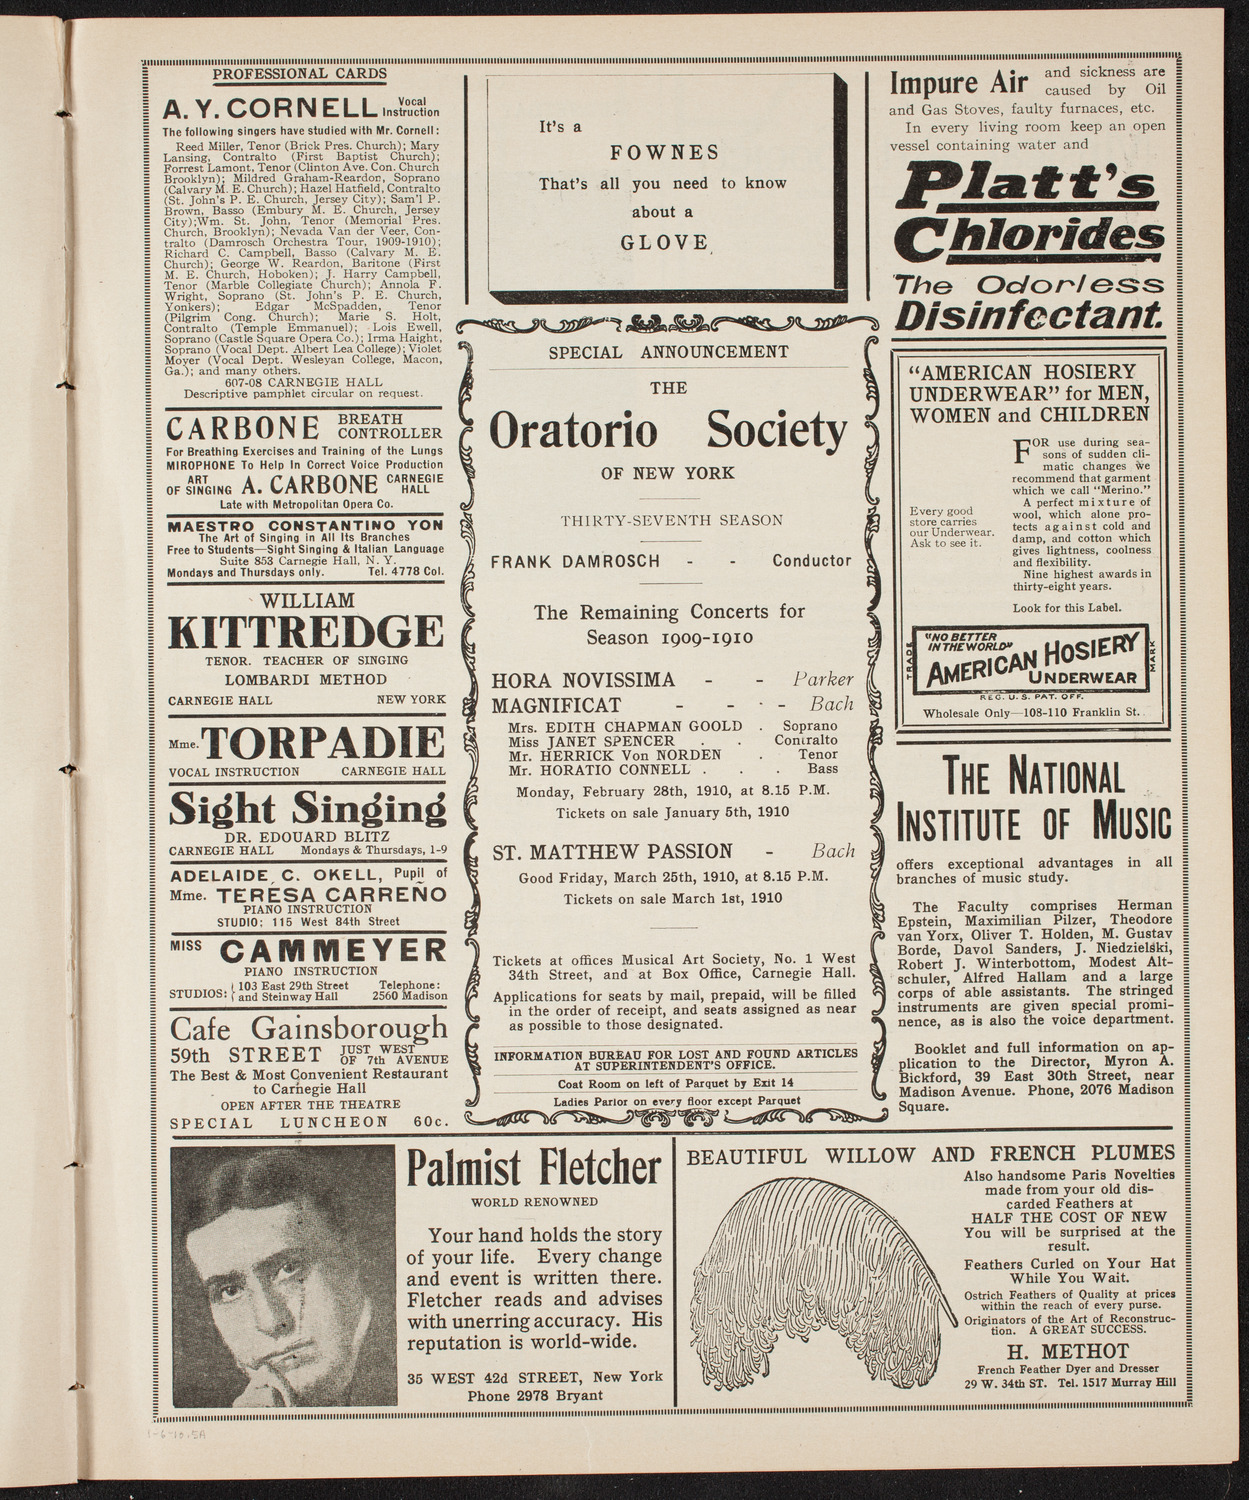 PROFESSIONAL CARDS
A. Y. CORNELL Vocal Instruction
The following singers have studied with Mr. Cornell:
Reed Miller, Tenor (Brick Pres. Church); Mary
Lansing, Contralto (First Baptist Church);
Forrest Lamont, Tenor (Clinton Ave. Con. Church
Brooklyn); Mildred Graham-Reardon, Soprano
(Calvary M. E. Church); Hazel Hatfield, Contralto
(St. John's P. E. Church, Jersey City); Sam'l P.
Brown, Basso (Embury M. E. Church, Jersey
City); Wm. St. John, Tenor (Memorial Pres.
Church, Brooklyn); Nevada Van der Veer, Con-
tralto (Damrosch Orchestra Tour, 1909-1910);
Richard C. Campbell, Basso (Calvary M. E.
Church); George W. Reardon, Baritone (First
M. E. Church, Hoboken); J. Harry Campbell,
Tenor (Marble Collegiate Church); Annola F.
Wright, Soprano (St. John's P. E. Church,
Yonkers); Edgar McSpadden, Tenor
(Pilgrim Cong. Church); Marie S. Holt,
Contralto (Temple Emmanuel); Lois Ewell,
Soprano (Castle Square Opera Co.); Irma Haight,
Soprano (Vocal Dept. Albert Lea College); Violet
Moyer (Vocal Dept. Wesleyan College, Macon,
Ga.); and many others.
607-08 CARNEGIE HALL
Descriptive pamphlet circular on request.
CARBONE BREATH CONTROLLER
For Breathing Exercises and Training of the Lungs
MIROPHONE To Help In Correct Voice Production
ART OF SINGING A. CARBONE CARNEGIE HALL
Late with Metropolitan Opera Co.
MAESTRO CONSTANTINO YON
The Art of Singing in All Its Branches
Free to Students—Sight Singing & Italian Language
Suite 853 Carnegie Hall, N. Y.
Mondays and Thursdays only. Tel. 4778 Col.
WILLIAM
KITTREDGE
TENOR. TEACHER OF SINGING
LOMBARDI METHOD
CARNEGIE HALL NEW YORK
Mme. TORPADIE
VOCAL INSTRUCTION CARNEGIE HALL
Sight Singing
DR. EDOUARD BLITZ
CARNEGIE HALL Mondays & Thursdays, 1-9
ADELAIDE C. OKELL, Pupil of
Mme. TERESA CARREÑO
PIANO INSTRUCTION
STUDIO: 115 West 84th Street
MISS CAMMEYER
PIANO INSTRUCTION
STUDIOS: { 103 East 29th Street and Steinway Hall Telephone: 2560 Madison
Cafe Gainsborough
59th STREET JUST WEST OF 7th AVENUE
The Best & Most Convenient Restaurant
to Carnegie Hall
OPEN AFTER THE THEATRE
SPECIAL LUNCHEON 60c.
It's a
FOWNES
That's all you need to know
about a
GLOVE
SPECIAL ANNOUNCEMENT
THE
Oratorio Society
OF NEW YORK
THIRTY-SEVENTH SEASON
FRANK DAMROSCH - - Conductor
The Remaining Concerts for
Season 1909-1910
HORA NOVISSIMA - - Parker
MAGNIFICAT - - - Bach
Mrs. EDITH CHAPMAN GOOLD . Soprano
Miss JANET SPENCER . . Contralto
Mr. HERRICK Von NORDEN . Tenor
Mr. HORATIO CONNELL . . . Bass
Monday, February 28th, 1910, at 8.15 P.M.
Tickets on sale January 5th, 1910
ST. MATTHEW PASSION - Bach
Good Friday, March 25th, 1910, at 8.15 P.M.
Tickets on sale March 1st, 1910
Tickets at offices Musical Art Society, No. 1 West
34th Street, and at Box Office, Carnegie Hall.
Applications for seats by mail, prepaid, will be filled
in the order of receipt, and seats assigned as near
as possible to those designated.
INFORMATION BUREAU FOR LOST AND FOUND ARTICLES
AT SUPERINTENDENT'S OFFICE.
Coat Room on left of Parquet by Exit 14
Ladies Parlor on every floor except Parquet
Impure Air and sickness are
caused by Oil
and Gas Stoves, faulty furnaces, etc.
In every living room keep an open
vessel containing water and
Platt's
Chlorides
The Odorless
Disinfectant.
"AMERICAN HOSIERY
UNDERWEAR" for MEN,
WOMEN and CHILDREN
Every good
store carries
our Underwear.
Ask to see it.
FOR use during sea-
sons of sudden cli-
matic changes we
recommend that garment
which we call "Merino."
A perfect mixture of
wool, which alone pro-
tects against cold and
damp, and cotton which
gives lightness, coolness
and flexibility.
Nine highest awards in
thirty-eight years.
Look for this Label.
TRADE MARK
"NO BETTER
IN THE WORLD"
AMERICAN HOSIERY
UNDERWEAR
REG. U. S. PAT. OFF.
Wholesale Only—108-110 Franklin St.
THE NATIONAL
INSTITUTE OF MUSIC
offers exceptional advantages in all
branches of music study.
The Faculty comprises Herman
Epstein, Maximilian Pilzer, Theodore
van Yorx, Oliver T. Holden, M. Gustav
Borde, Davol Sanders, J. Niedzielski,
Robert J. Winterbottom, Modest Alt-
schuler, Alfred Hallam and a large
corps of able assistants. The stringed
instruments are given special promi-
nence, as is also the voice department.
Booklet and full information on ap-
plication to the Director, Myron A.
Bickford, 39 East 30th Street, near
Madison Avenue. Phone, 2076 Madison
Square.
Palmist Fletcher
WORLD RENOWNED
Your hand holds the story
of your life. Every change
and event is written there.
Fletcher reads and advises
with unerring accuracy. His
reputation is world-wide.
35 WEST 42d STREET, New York
Phone 2978 Bryant
BEAUTIFUL WILLOW AND FRENCH PLUMES
Also handsome Paris Novelties
made from your old dis-
carded Feathers at
HALF THE COST OF NEW
You will be surprised at the
result.
Feathers Curled on Your Hat
While You Wait.
Ostrich Feathers of Quality at prices
within the reach of every purse.
Originators of the Art of Reconstruc-
tion. A GREAT SUCCESS.
H. METHOT
French Feather Dyer and Dresser
29 W. 34th ST. Tel. 1517 Murray Hill
1-6-10.5A